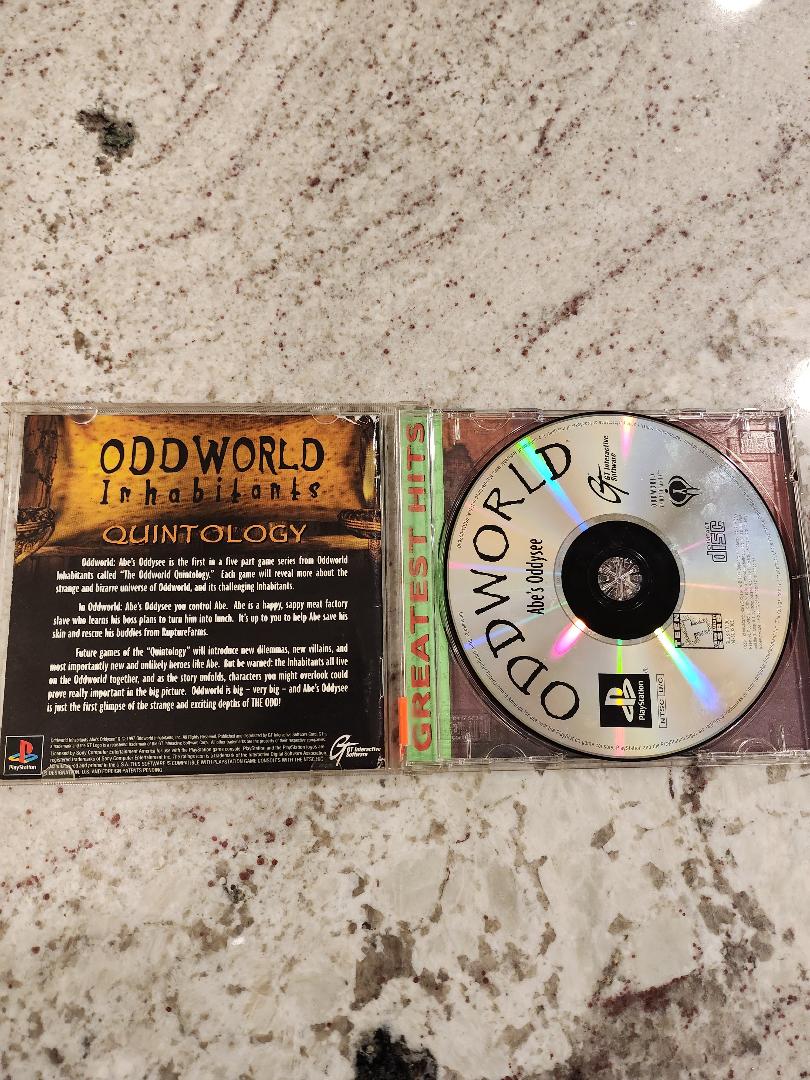 ODDWORLD
Inhabitants
QUINTOLOGY
Oddworld: Abe's Oddysee is the first in a five part game series from Oddworld
Inhabitants called "The Oddworld Quintology." Each game will reveal more about the
strange and bizarre universe of Oddworld, and its challenging Inhabitants.
In Oddworld: Abe's Oddysee you control Abe. Abe is a happy, sappy meat factory
slave who learns his boss plans to turn him into lunch. It's up to you to help Abe save his
skin and rescue his buddies from RuptureFarms.
Future games of the "Quintology" will introduce new dilemmas, new villains, and
most importantly new and unlikely heroes like Abe. But be warned: the Inhabitants all live
on the Oddworld together, and as the story unfolds, characters you might overlook could
prove really important in the big picture. Oddworld is big – very big – and Abe's Oddysee
is just the first glimpse of the strange and exciting depths of THE ODD!
PlayStation
GT Interactive
Software
GREATEST HITS
ODDWORLD
Abe's Oddysee
GT Interactive
Software
disc
TEEN
PlayStation
NTSC U/C